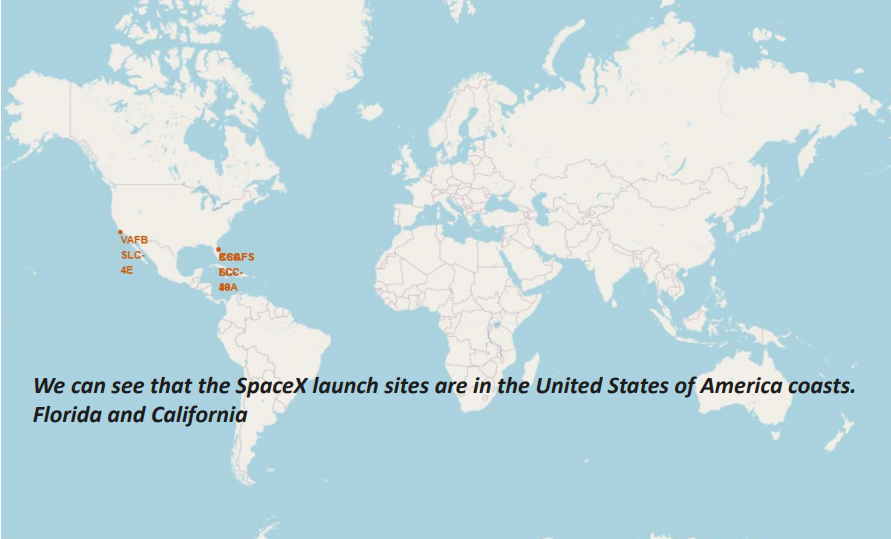 VAFB
SLC-
4E
We can see that the SpaceX launch sites are in the United States of America coasts.
Florida and California